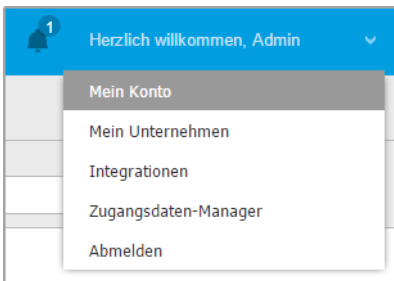 1
Herzlich willkommen, Admin
Mein Konto
Mein Unternehmen
Integrationen
Zugangsdaten-Manager
Abmelden